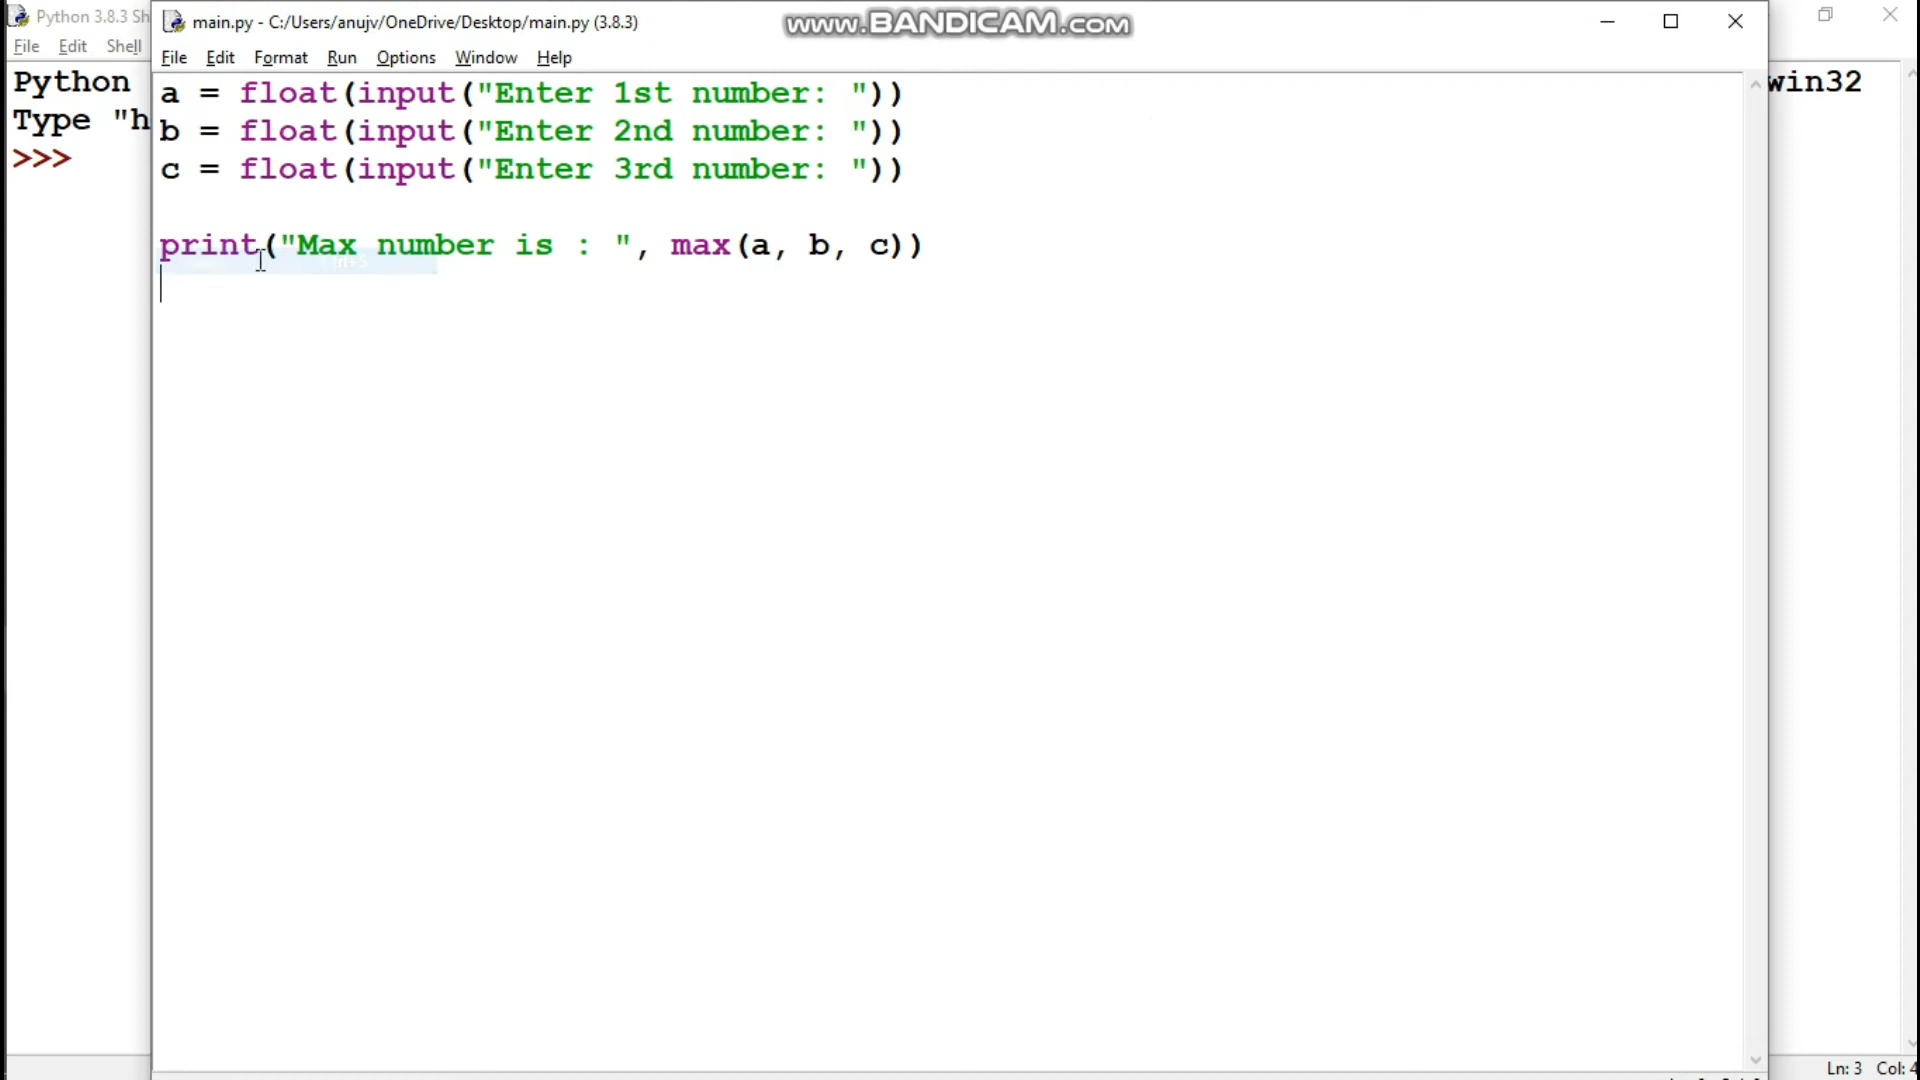 Python 3.8.3 Sh
main.py - C:/Users/anujv/OneDrive/Desktop/main.py (3.8.3)
www.BANDICAM.com
File Edit Shell
File Edit Format Run Options Window Help
Python
win32
Type "h
>>>
a = float(input("Enter 1st number: "))
b = float(input("Enter 2nd number: "))
c = float(input("Enter 3rd number: "))
print("Max number is : ", max(a, b, c))
Ln: 3 Col: 4